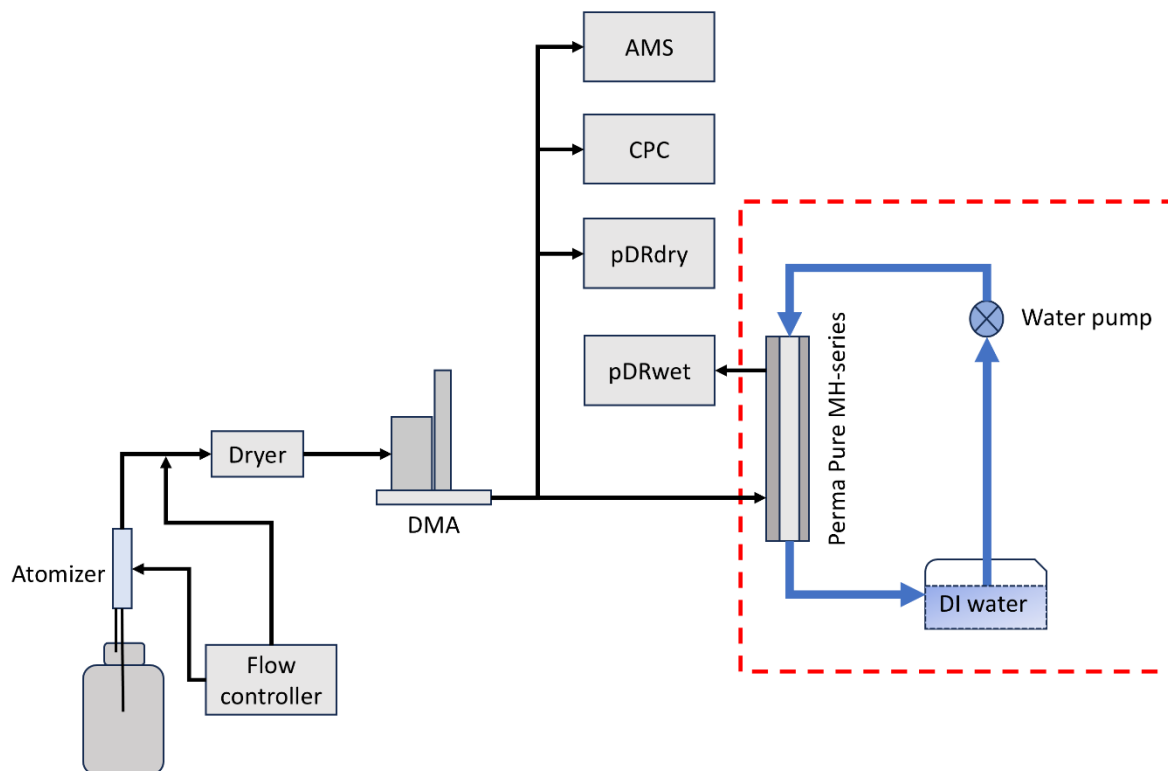 AMS
CPC
pDRdry
pDRwet
Water pump
Perma Pure MH-series
Dryer
DMA
Atomizer
DI water
Flow
controller